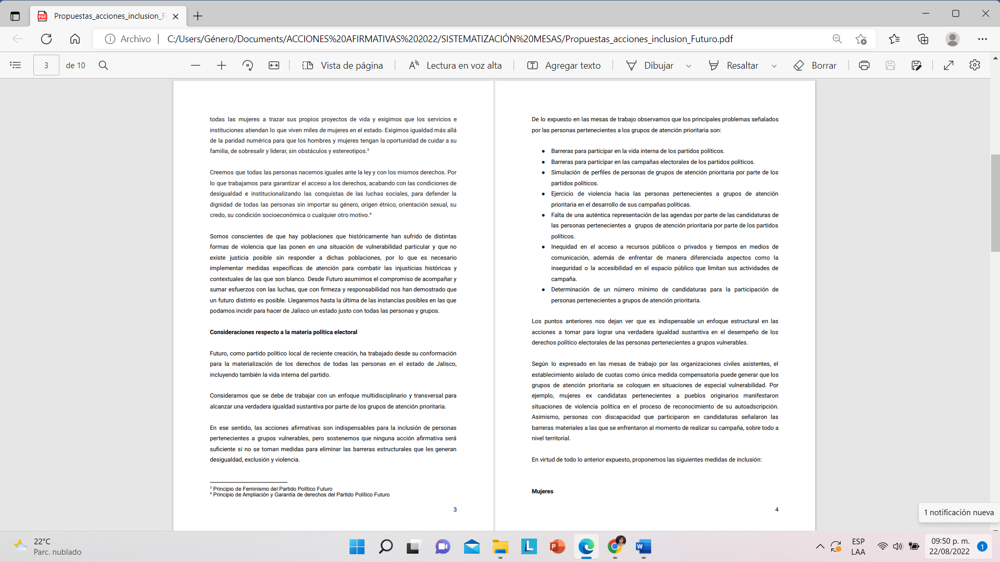 Propuestas_acciones_inclusion_F
Archivo
C:/Users/Género/Documents/ACCIONES%20AFIRMATIVAS%202022/SISTEMATIZACIÓN%20MESAS/Propuestas_acciones_inclusion_Futuro.pdf
3
de 10
Vista de página
Lectura en voz alta
Agregar texto
Dibujar
Resaltar
Borrar
todas las mujeres a trazar sus propios proyectos de vida y exigimos que los servicios e
instituciones atiendan lo que viven miles de mujeres en el estado. Exigimos igualdad más allá
de la paridad numérica para que los hombres y mujeres tengan la oportunidad de cuidar a su
familia, de sobresalir y liderar, sin obstáculos y estereotipos.³
Creemos que todas las personas nacemos iguales ante la ley y con los mismos derechos. Por
lo que trabajamos para garantizar el acceso a los derechos, acabando con las condiciones de
desigualdad e institucionalizando las conquistas de las luchas sociales, para defender la
dignidad de todas las personas sin importar su género, origen étnico, orientación sexual, su
credo, su condición socioeconómica o cualquier otro motivo.⁴
Somos conscientes de que hay poblaciones que históricamente han sufrido de distintas
formas de violencia que las ponen en una situación de vulnerabilidad particular y que no
existe justicia posible sin responder a dichas poblaciones, por lo que es necesario
implementar medidas específicas de atención para combatir las injusticias históricas y
contextuales de las que son blanco. Desde Futuro asumimos el compromiso de acompañar y
sumar esfuerzos con las luchas, que con firmeza y responsabilidad nos han demostrado que
un futuro distinto es posible. Llegaremos hasta la última de las instancias posibles en las que
podamos incidir para hacer de Jalisco un estado justo con todas las personas y grupos.
Consideraciones respecto a la materia política electoral
Futuro, como partido político local de reciente creación, ha trabajado desde su conformación
para la materialización de los derechos de todas las personas en el estado de Jalisco,
incluyendo también la vida interna del partido.
Consideramos que se debe de trabajar con un enfoque multidisciplinario y transversal para
alcanzar una verdadera igualdad sustantiva por parte de los grupos de atención prioritaria.
En ese sentido, las acciones afirmativas son indispensables para la inclusión de personas
pertenecientes a grupos vulnerables, pero sostenemos que ninguna acción afirmativa será
suficiente si no se toman medidas para eliminar las barreras estructurales que les generan
desigualdad, exclusión y violencia.
³ Principio de Feminismo del Partido Político Futuro
⁴ Principio de Ampliación y Garantía de derechos del Partido Político Futuro
3
De lo expuesto en las mesas de trabajo observamos que los principales problemas señalados
por las personas pertenecientes a los grupos de atención prioritaria son:
● Barreras para participar en la vida interna de los partidos políticos.
● Barreras para participar en las campañas electorales de los partidos políticos.
● Simulación de perfiles de personas de grupos de atención prioritaria por parte de los
partidos políticos.
● Ejercicio de violencia hacia las personas pertenecientes a grupos de atención
prioritaria en el desarrollo de sus campañas políticas.
● Falta de una auténtica representación de las agendas por parte de las candidaturas de
las personas pertenecientes a grupos de atención prioritaria por parte de los partidos
políticos.
● Inequidad en el acceso a recursos públicos o privados y tiempos en medios de
comunicación, además de enfrentar de manera diferenciada aspectos como la
inseguridad o la accesibilidad en el espacio público que limitan sus actividades de
campaña.
● Determinación de un número mínimo de candidaturas para la participación de
personas pertenecientes a grupos de atención prioritaria.
Los puntos anteriores nos dejan ver que es indispensable un enfoque estructural en las
acciones a tomar para lograr una verdadera igualdad sustantiva en el desempeño de los
derechos político electorales de las personas pertenecientes a grupos vulnerables.
Según lo expresado en las mesas de trabajo por las organizaciones civiles asistentes, el
establecimiento aislado de cuotas como única medida compensatoria puede generar que los
grupos de atención prioritaria se coloquen en situaciones de especial vulnerabilidad. Por
ejemplo, mujeres ex candidatas pertenecientes a pueblos originarios manifestaron
situaciones de violencia política en el proceso de reconocimiento de su autoadscripción.
Asimismo, personas con discapacidad que participaron en candidaturas señalaron las
barreras materiales a las que se enfrentaron al momento de realizar su campaña, sobre todo a
nivel territorial.
En virtud de todo lo anterior expuesto, proponemos las siguientes medidas de inclusión:
Mujeres
4
1 notificación nueva
22°C
Parc. nublado
ESP
LAA
09:50 p. m.
22/08/2022
1